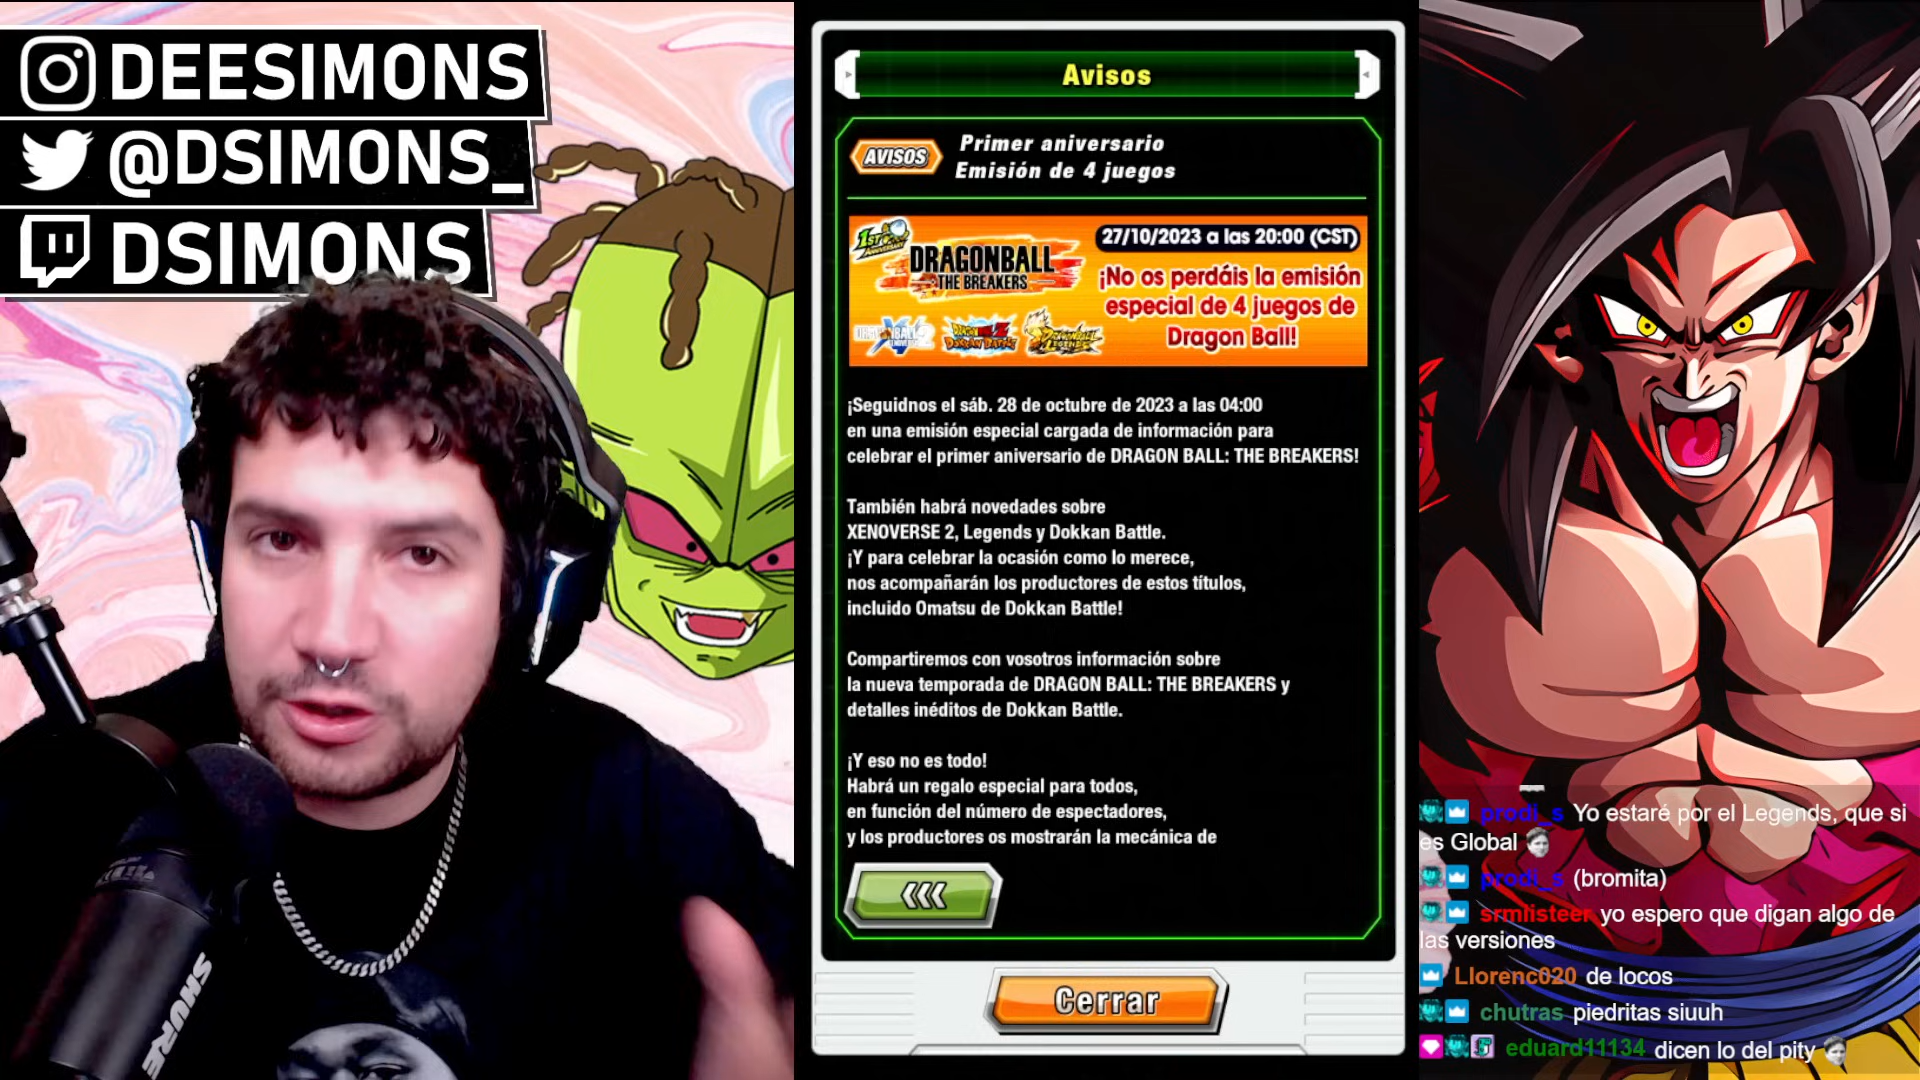 DEESIMONS
@DSIMONS_
DSIMONS
SHURE
Avisos
AVISOS
Primer aniversario
Emisión de 4 juegos
1ST
ANNIVERSARY
DRAGONBALL
THE BREAKERS
27/10/2023 a las 20:00 (CST)
¡No os perdáis la emisión
especial de 4 juegos de
Dragon Ball!
DOKKAN BATTLE
LEGENDS
¡Seguidnos el sáb. 28 de octubre de 2023 a las 04:00
en una emisión especial cargada de información para
celebrar el primer aniversario de DRAGON BALL: THE BREAKERS!
También habrá novedades sobre
XENOVERSE 2, Legends y Dokkan Battle.
¡Y para celebrar la ocasión como lo merece,
nos acompañarán los productores de estos títulos,
incluido Omatsu de Dokkan Battle!
Compartiremos con vosotros información sobre
la nueva temporada de DRAGON BALL: THE BREAKERS y
detalles inéditos de Dokkan Battle.
¡Y eso no es todo!
Habrá un regalo especial para todos,
en función del número de espectadores,
y los productores os mostrarán la mecánica de
Cerrar
prodi_s Yo estaré por el Legends, que si
es Global
prodi_s (bromita)
srmlisteer yo espero que digan algo de
las versiones
Llorenc020 de locos
chutras piedritas siuuh
eduard11134 dicen lo del pity